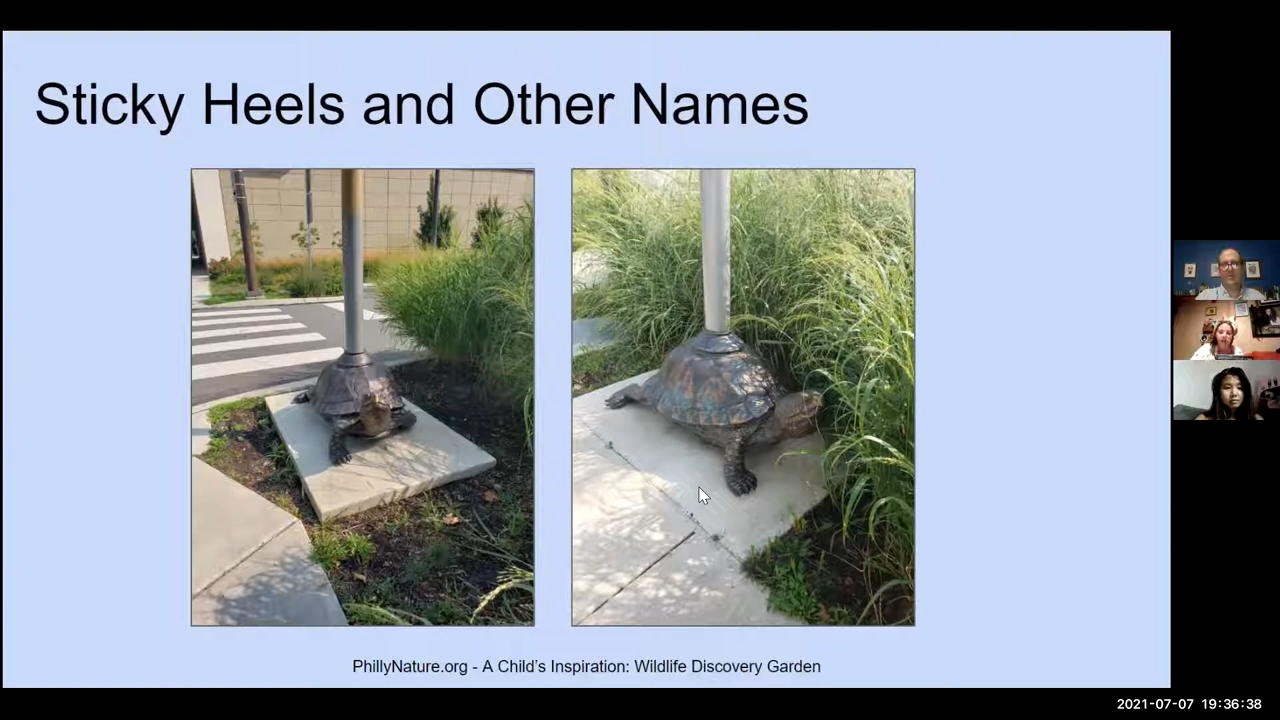 Sticky Heels and Other Names
PhillyNature.org - A Child's Inspiration: Wildlife Discovery Garden
2021-07-07 19:36:38